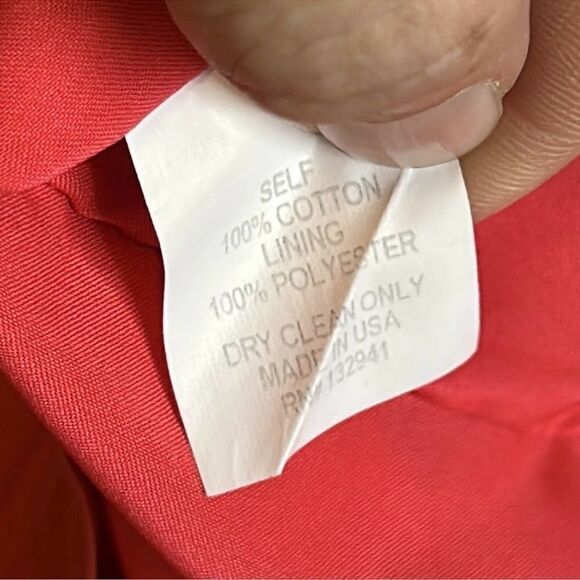 SELF
100% COTTON
LINING
100% POLYESTER
DRY CLEAN ONLY
MADE IN USA
RN# 132941